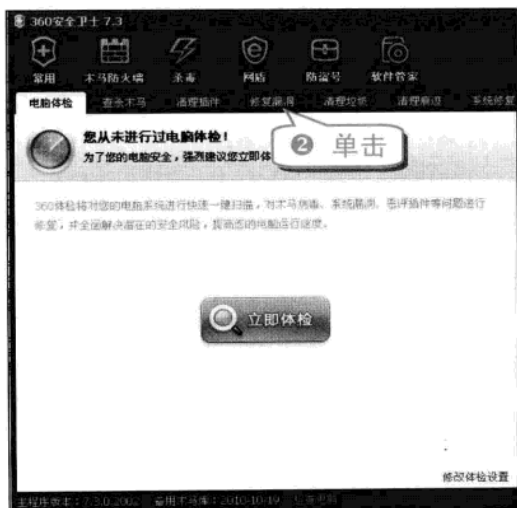 360安全卫士 7.3
常用 木马防火墙 杀毒 网盾 防盗号 软件管家
电脑体检 查杀木马 清理插件 修复漏洞 清理垃圾 清理痕迹 系统修复
您从未进行过电脑体检！
为了您的电脑安全，强烈建议您立即体
❷ 单击
360体检将对您的电脑系统进行快速一键扫描，对木马病毒、系统漏洞、恶评插件等问题进行
修复，并全面解决潜在的安全风险，提高您的电脑运行速度。
立即体检
修改体检设置
主程序版本：7.3.0.2002 备用木马库：2010-10-19